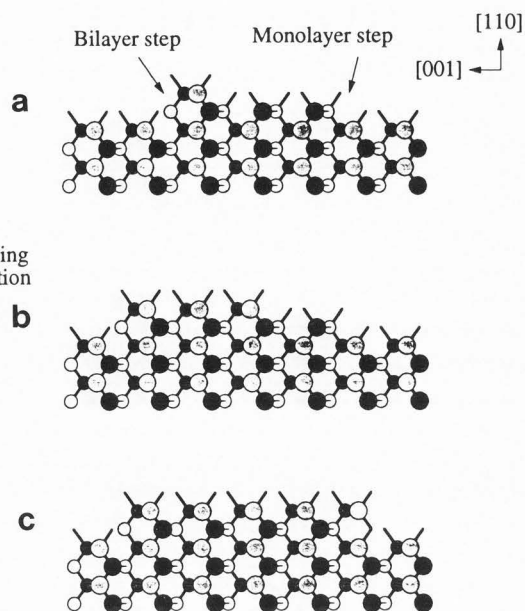 [110]
Bilayer step
Monolayer step
[001]
a
ing
tion
b
c